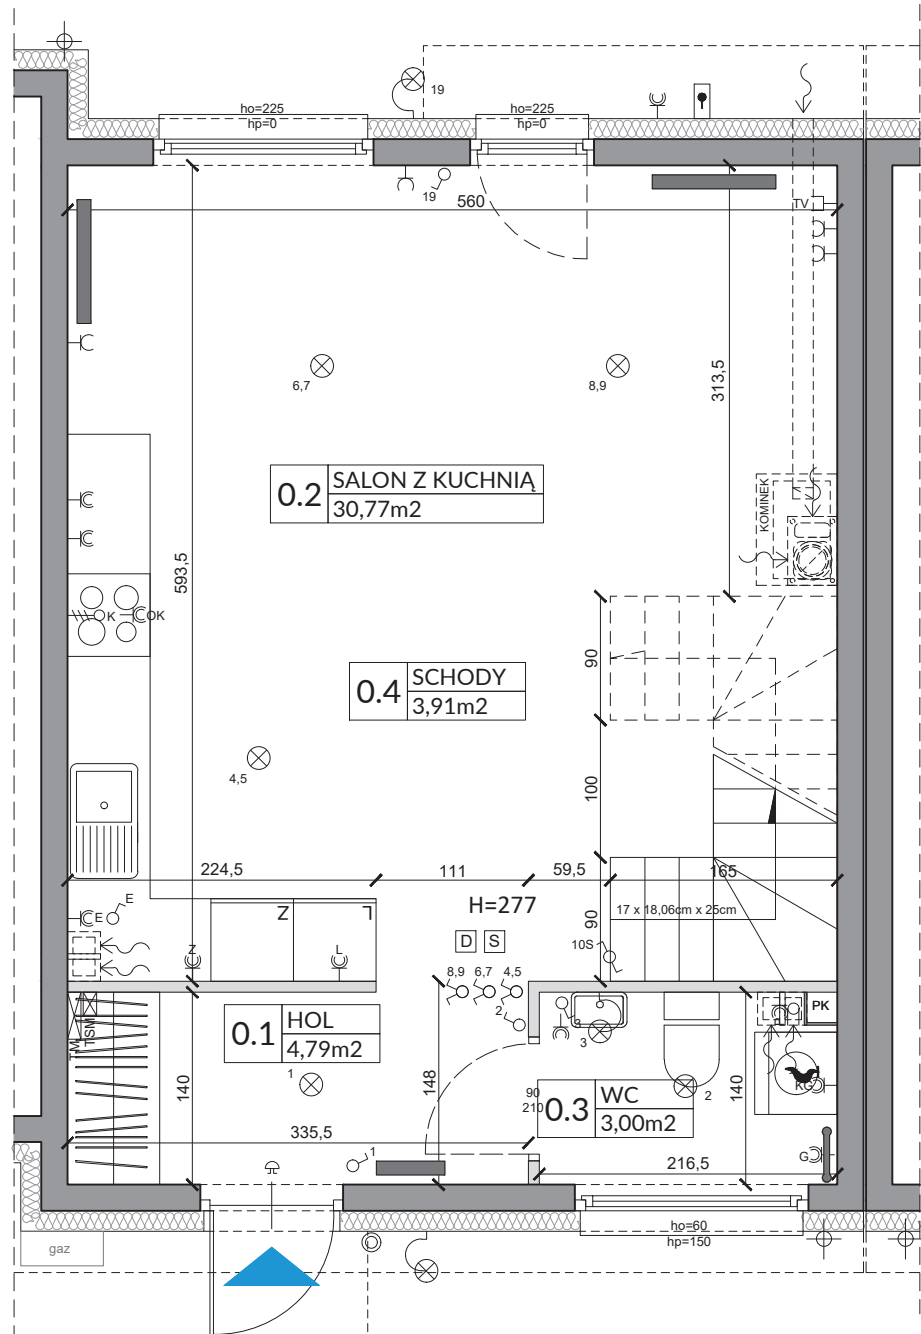 19
ho=225
hp=0
ho=225
hp=0
19
560
TV
6,7
8,9
313,5
0.2 SALON Z KUCHNIĄ
30,77m2
KOMINEK
593,5
K
OK
90
0.4 SCHODY
3,91m2
4,5
100
224,5
111
59,5
165
H=277
90
17 x 18,06cm x 25cm
E
E
Z
L
D
S
10S
Z
L
8,9
6,7
4,5
2
3
3
PK
TM
TSM
0.1 HOL
4,79m2
1
140
148
90
210
0.3 WC
3,00m2
2
140
KG
335,5
1
G
216,5
ho=60
hp=150
gaz